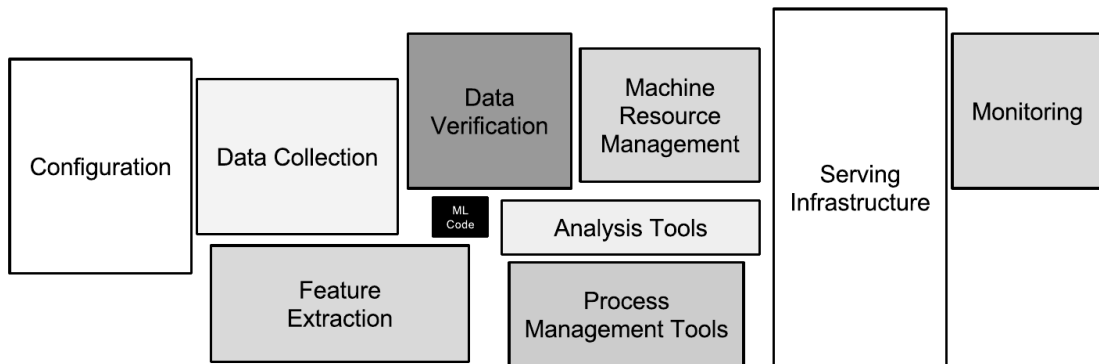 Configuration
Data Collection
Data
Verification
Machine
Resource
Management
Serving
Infrastructure
Monitoring
ML
Code
Analysis Tools
Feature
Extraction
Process
Management Tools